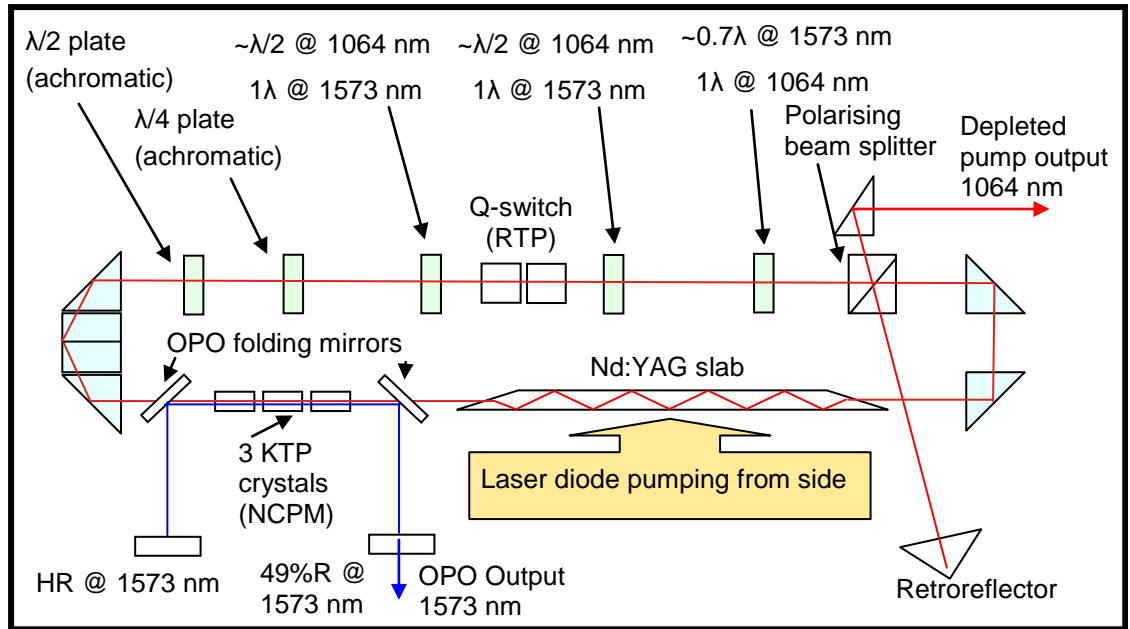 λ/2 plate
(achromatic)
λ/4 plate
(achromatic)
~λ/2 @ 1064 nm
1λ @ 1573 nm
~λ/2 @ 1064 nm
1λ @ 1573 nm
~0.7λ @ 1573 nm
1λ @ 1064 nm
Polarising
beam splitter
Depleted
pump output
1064 nm
Q-switch
(RTP)
OPO folding mirrors
Nd:YAG slab
3 KTP
crystals
(NCPM)
Laser diode pumping from side
HR @ 1573 nm
49%R @
1573 nm
OPO Output
1573 nm
Retroreflector